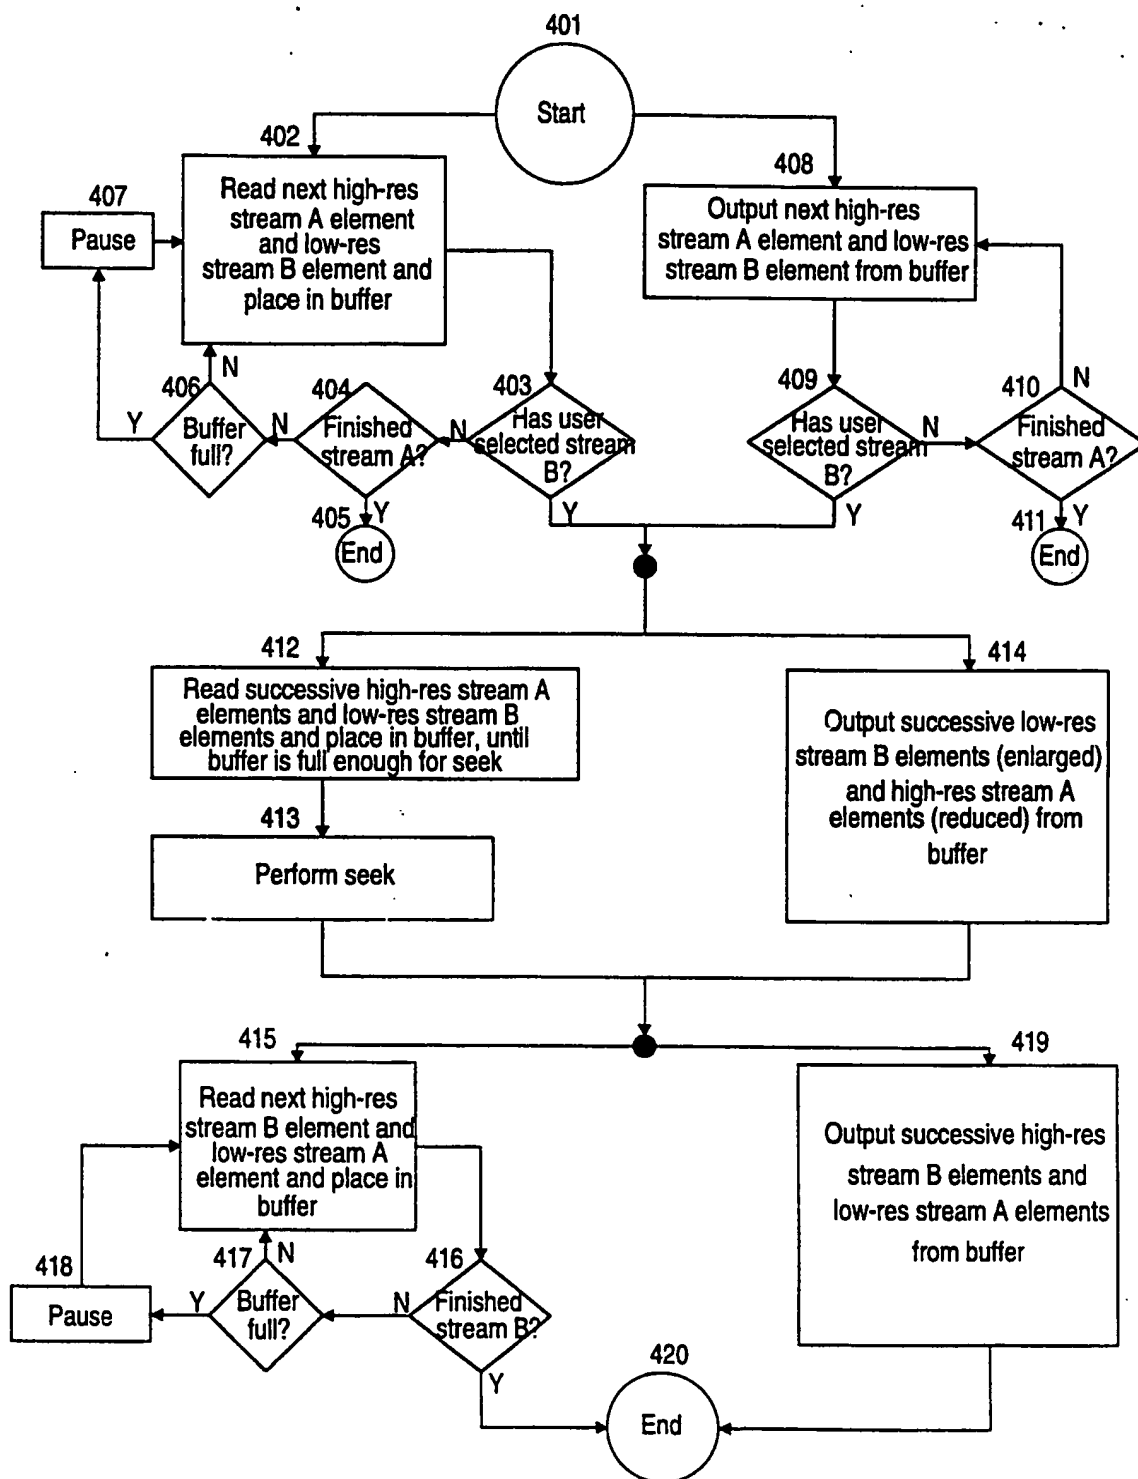 401
Start
402
Read next high-res
stream A element
and low-res
stream B element and
place in buffer
407
Pause
408
Output next high-res
stream A element and low-res
stream B element from buffer
406
Buffer
full?
N
Y
404
Finished
stream A?
N
Y
403
Has user
selected stream
B?
N
Y
405
End
409
Has user
selected stream
B?
N
Y
410
Finished
stream A?
N
Y
411
End
412
Read successive high-res stream A
elements and low-res stream B
elements and place in buffer, until
buffer is full enough for seek
413
Perform seek
414
Output successive low-res
stream B elements (enlarged)
and high-res stream A
elements (reduced) from
buffer
415
Read next high-res
stream B element and
low-res stream A
element and place in
buffer
419
Output successive high-res
stream B elements and
low-res stream A elements
from buffer
418
Pause
417
Buffer
full?
N
Y
416
Finished
stream B?
N
Y
420
End